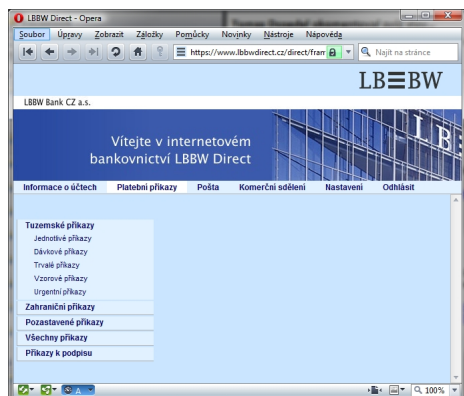 LBBW Direct - Opera
Soubor Úpravy Zobrazit Záložky Pomůcky Novinky Nástroje Nápověda
https://www.lbbwdirect.cz/direct/fram
Najít na stránce
LB BW
LBBW Bank CZ a.s.
Vítejte v internetovém
bankovnictví LBBW Direct
LB
Informace o účtech Platební příkazy Pošta Komerční sdělení Nastavení Odhlásit
Tuzemské příkazy
Jednotlivé příkazy
Dávkové příkazy
Trvalé příkazy
Vzorové příkazy
Urgentní příkazy
Zahraniční příkazy
Pozastavené příkazy
Všechny příkazy
Příkazy k podpisu
100%